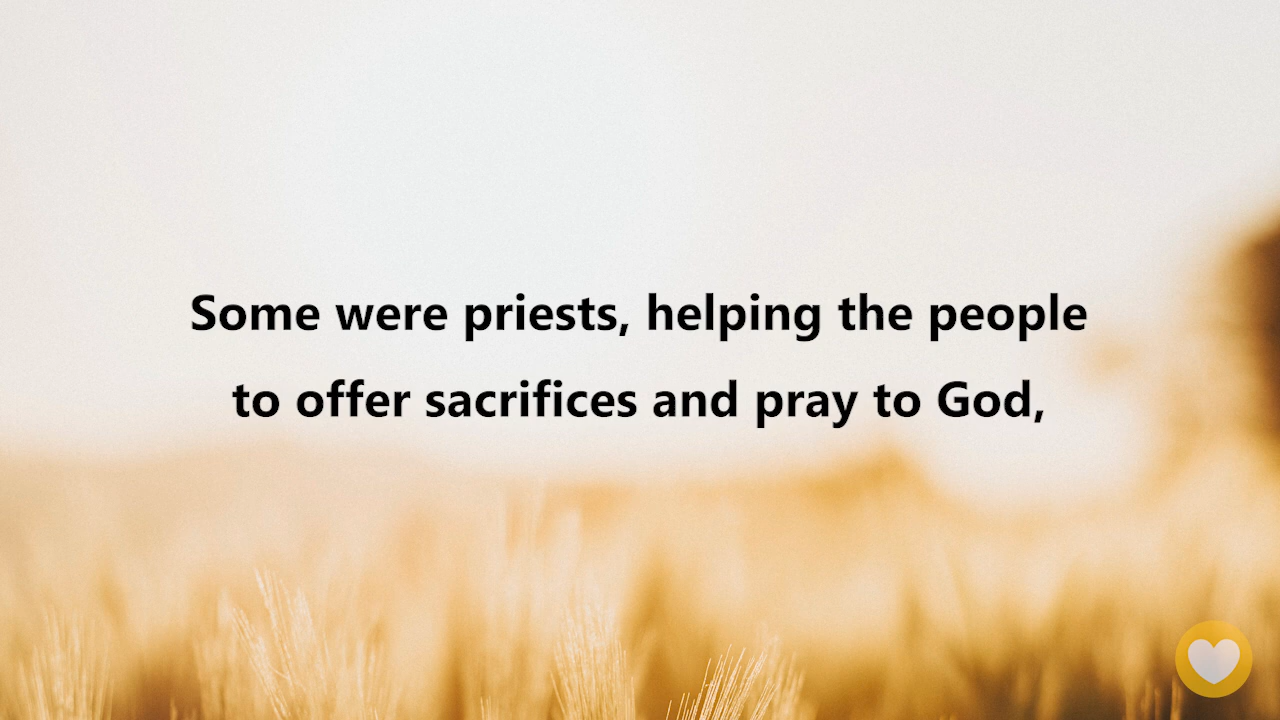 Some were priests, helping the people
to offer sacrifices and pray to God,